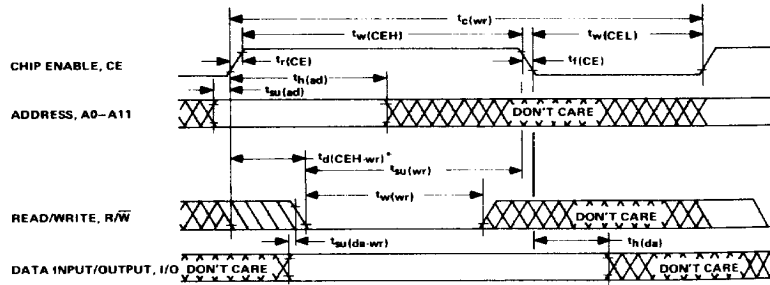 tc(wr)
tw(CEH)
tw(CEL)
CHIP ENABLE, CE
tr(CE)
tf(CE)
th(ad)
tsu(ad)
ADDRESS, A0–A11
DON'T CARE
td(CEH-wr)*
tsu(wr)
tw(wr)
READ/WRITE, R/W̅
DON'T CARE
tsu(da-wr)
th(da)
DATA INPUT/OUTPUT, I/O
DON'T CARE
DON'T CARE